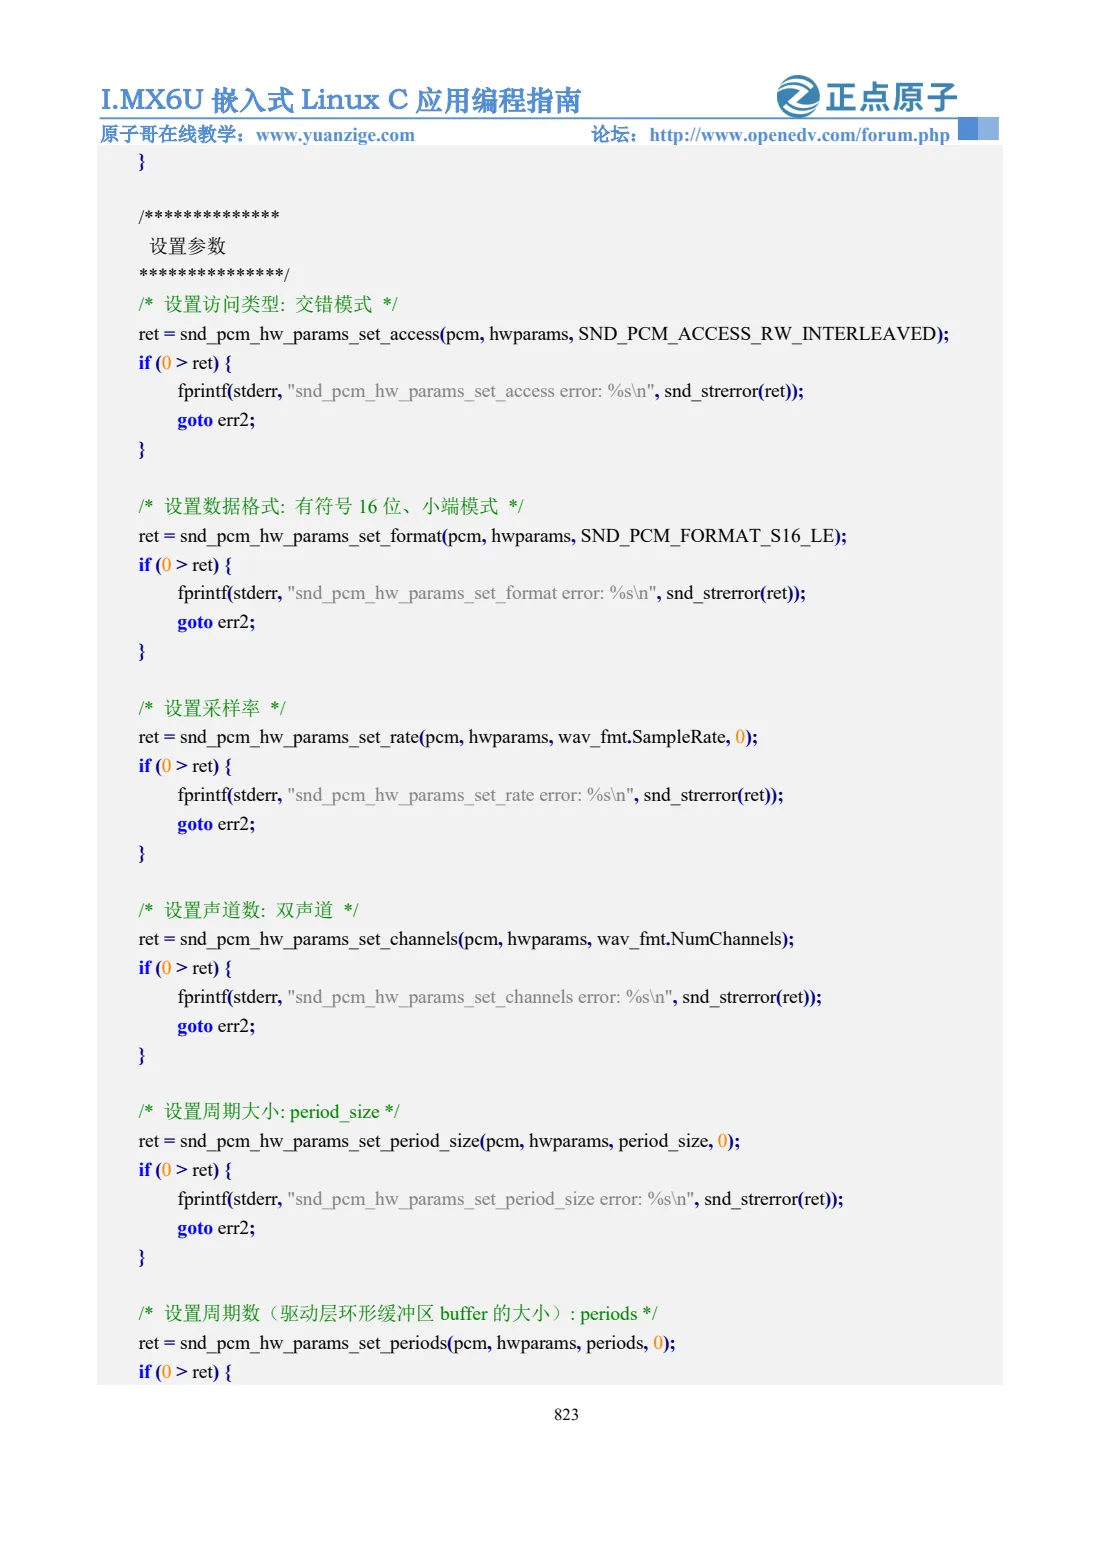 I.MX6U 嵌入式 Linux C 应用编程指南
正点原子
原子哥在线教学：www.yuanzige.com 论坛：http://www.openedv.com/forum.php
}
/**************
设置参数
***************/
/* 设置访问类型: 交错模式 */
ret = snd_pcm_hw_params_set_access(pcm, hwparams, SND_PCM_ACCESS_RW_INTERLEAVED);
if (0 > ret) {
fprintf(stderr, "snd_pcm_hw_params_set_access error: %s\n", snd_strerror(ret));
goto err2;
}
/* 设置数据格式: 有符号 16 位、小端模式 */
ret = snd_pcm_hw_params_set_format(pcm, hwparams, SND_PCM_FORMAT_S16_LE);
if (0 > ret) {
fprintf(stderr, "snd_pcm_hw_params_set_format error: %s\n", snd_strerror(ret));
goto err2;
}
/* 设置采样率 */
ret = snd_pcm_hw_params_set_rate(pcm, hwparams, wav_fmt.SampleRate, 0);
if (0 > ret) {
fprintf(stderr, "snd_pcm_hw_params_set_rate error: %s\n", snd_strerror(ret));
goto err2;
}
/* 设置声道数: 双声道 */
ret = snd_pcm_hw_params_set_channels(pcm, hwparams, wav_fmt.NumChannels);
if (0 > ret) {
fprintf(stderr, "snd_pcm_hw_params_set_channels error: %s\n", snd_strerror(ret));
goto err2;
}
/* 设置周期大小: period_size */
ret = snd_pcm_hw_params_set_period_size(pcm, hwparams, period_size, 0);
if (0 > ret) {
fprintf(stderr, "snd_pcm_hw_params_set_period_size error: %s\n", snd_strerror(ret));
goto err2;
}
/* 设置周期数（驱动层环形缓冲区 buffer 的大小）: periods */
ret = snd_pcm_hw_params_set_periods(pcm, hwparams, periods, 0);
if (0 > ret) {
823